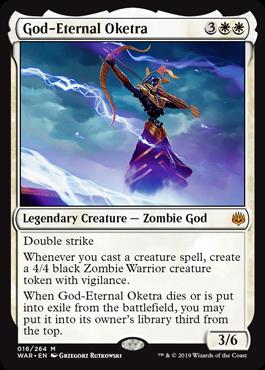 God-Eternal Oketra 3
Legendary Creature — Zombie God
Double strike
Whenever you cast a creature spell, create
a 4/4 black Zombie Warrior creature
token with vigilance.
When God-Eternal Oketra dies or is put
into exile from the battlefield, you may
put it into its owner's library third from
the top.
3/6
016/264 M
WAR • EN GRZEGORZ RUTKOWSKI
™ & © 2019 Wizards of the Coast